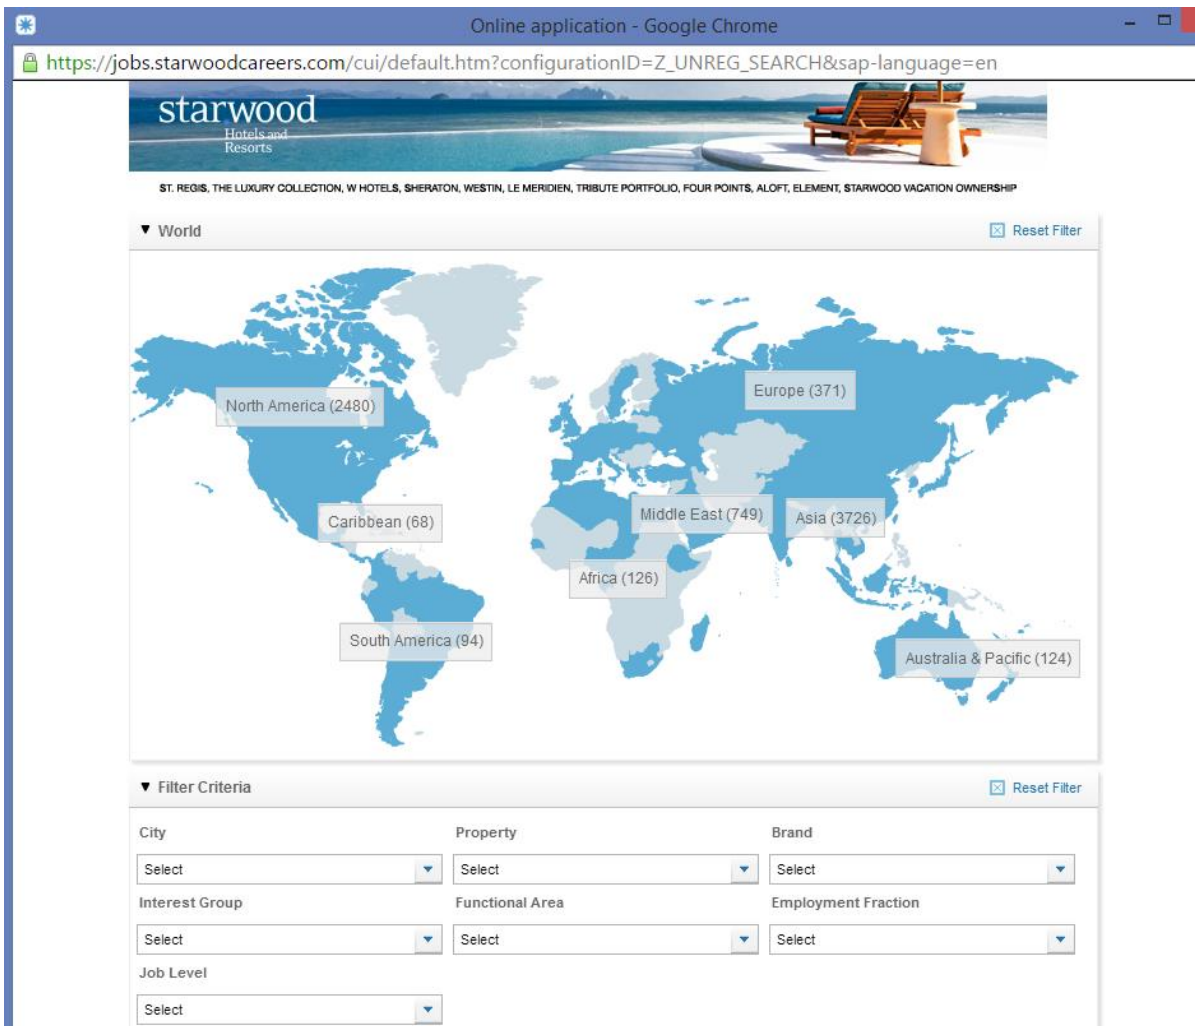 Online application - Google Chrome
https://jobs.starwoodcareers.com/cui/default.htm?configurationID=Z_UNREG_SEARCH&sap-language=en
starwood
Hotels and
Resorts
ST. REGIS, THE LUXURY COLLECTION, W HOTELS, SHERATON, WESTIN, LE MERIDIEN, TRIBUTE PORTFOLIO, FOUR POINTS, ALOFT, ELEMENT, STARWOOD VACATION OWNERSHIP
World Reset Filter
Europe (371)
North America (2480)
Middle East (749)
Asia (3726)
Caribbean (68)
Africa (126)
South America (94)
Australia & Pacific (124)
Filter Criteria Reset Filter
City Property Brand
Select Select Select
Interest Group Functional Area Employment Fraction
Select Select Select
Job Level
Select